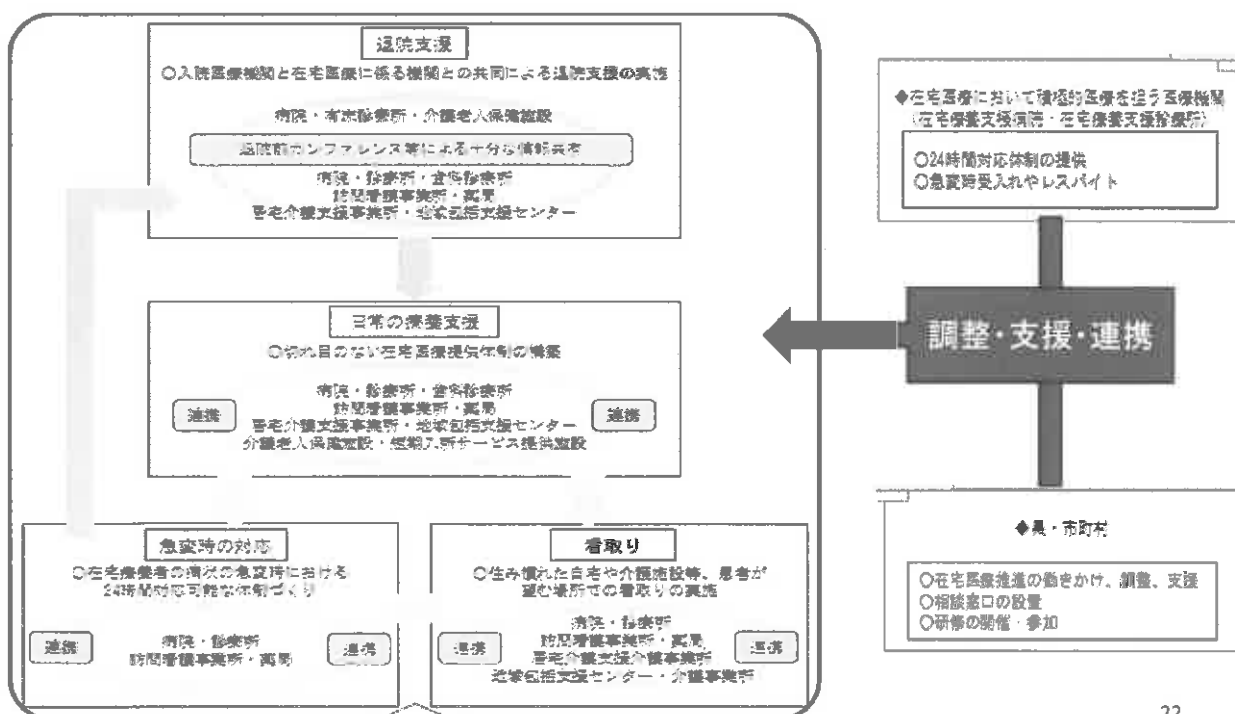 退院支援
○入院医療機関と在宅医療に係る機関との共同による退院支援の実施
病院・有床診療所・介護老人保健施設
退院前カンファレンス等による十分な情報共有
病院・診療所・歯科診療所
訪問看護事業所・薬局
居宅介護支援事業所・地域包括支援センター
日常の療養支援
○切れ目のない在宅医療提供体制の構築
病院・診療所・歯科診療所
訪問看護事業所・薬局
居宅介護支援事業所・地域包括支援センター
介護老人保健施設・短期入所サービス提供施設
連携
連携
急変時の対応
○在宅療養者の病状の急変時における
24時間対応可能な体制づくり
病院・診療所
訪問看護事業所・薬局
連携
連携
看取り
○住み慣れた自宅や介護施設等、患者が
望む場所での看取りの実施
病院・診療所
訪問看護事業所・薬局
居宅介護支援介護事業所
地域包括支援センター・介護事業所
連携
連携
◆在宅医療において積極的医療を担う医療機関
(在宅療養支援病院・在宅療養支援診療所)
○24時間対応体制の提供
○急変時受入れやレスパイト
調整・支援・連携
◆県・市町村
○在宅医療推進の働きかけ、調整、支援
○相談窓口の設置
○研修の開催・参加
22